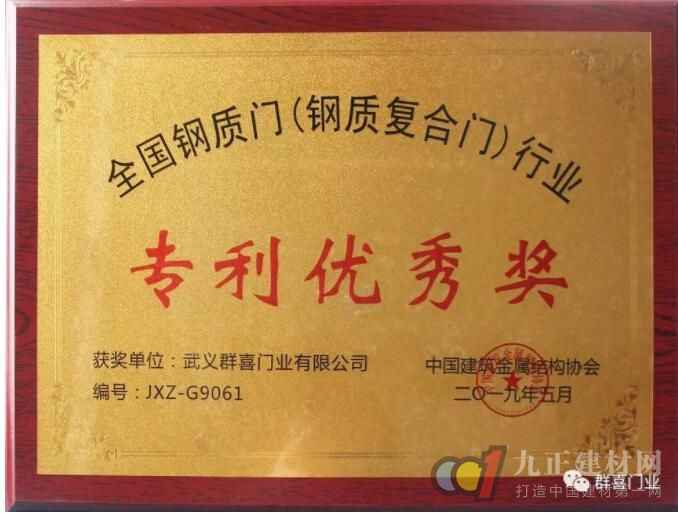 全国钢质门(钢质复合门)行业
专利优秀奖
获奖单位：武义群喜门业有限公司
中国建筑金属结构协会
编号：JXZ-G9061
二〇一九年五月
九正建材网
打造中国建材第一网
群喜门业